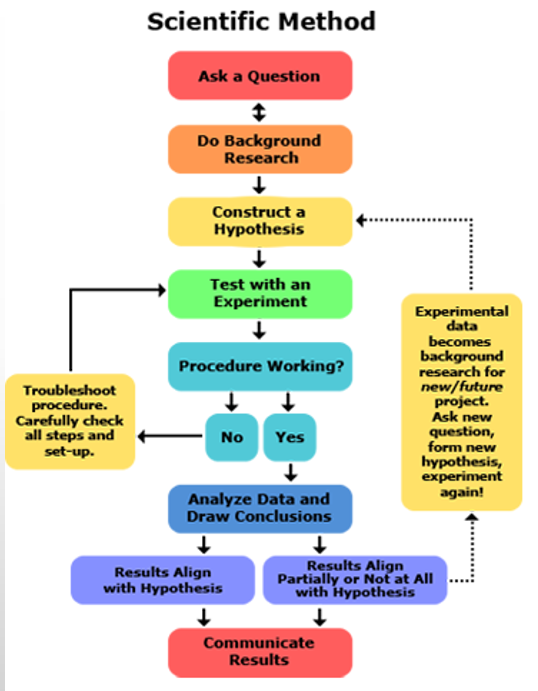 Scientific Method
Ask a Question
Do Background
Research
Construct a
Hypothesis
Test with an
Experiment
Procedure Working?
No
Yes
Troubleshoot
procedure.
Carefully check
all steps and
set-up.
Analyze Data and
Draw Conclusions
Results Align
with Hypothesis
Results Align
Partially or Not at All
with Hypothesis
Experimental
data
becomes
background
research for
new/future
project.
Ask new
question,
form new
hypothesis,
experiment
again!
Communicate
Results